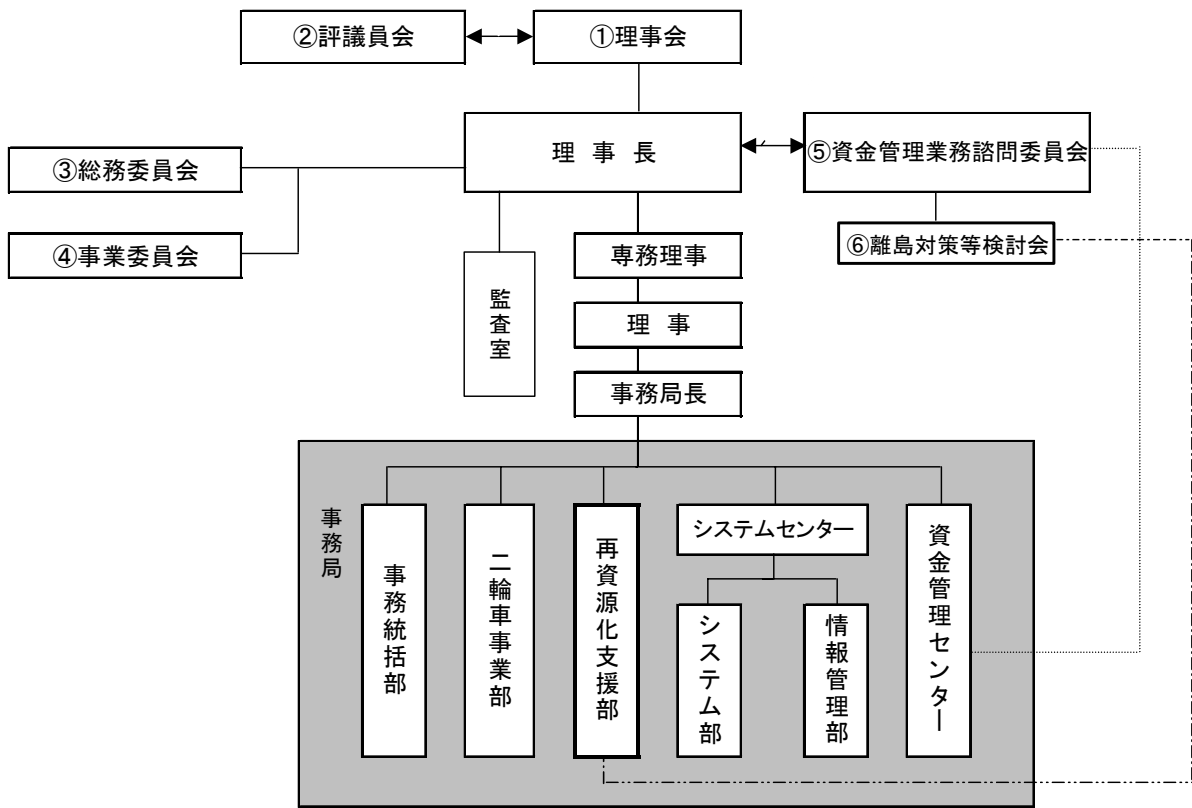 ②評議員会
①理事会
理 事 長
⑤資金管理業務諮問委員会
③総務委員会
④事業委員会
⑥離島対策等検討会
専務理事
監査室
理 事
事務局長
事務局
事務統括部
二輪車事業部
再資源化支援部
システムセンター
システム部
情報管理部
資金管理センター